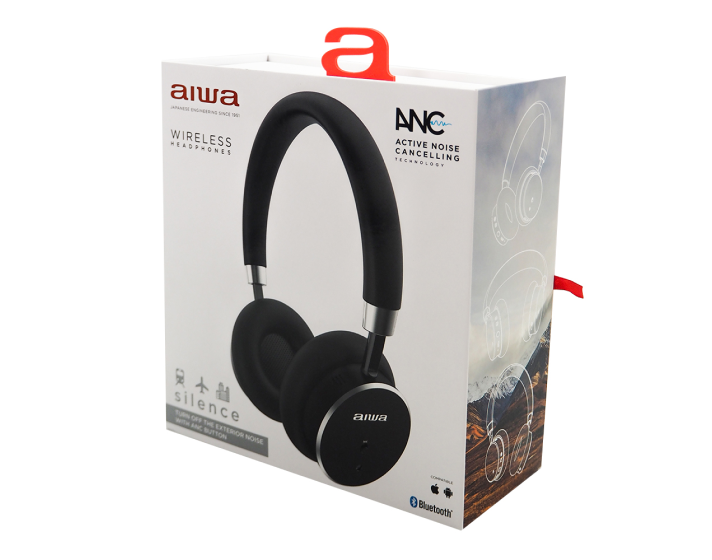 aiwa
JAPANESE ENGINEERING SINCE 1951
WIRELESS
HEADPHONES
ANC
ACTIVE NOISE
CANCELLING
TECHNOLOGY
silence
TURN OFF THE EXTERIOR NOISE
WITH ANC BUTTON
aiwa
COMPATIBLE
Bluetooth®